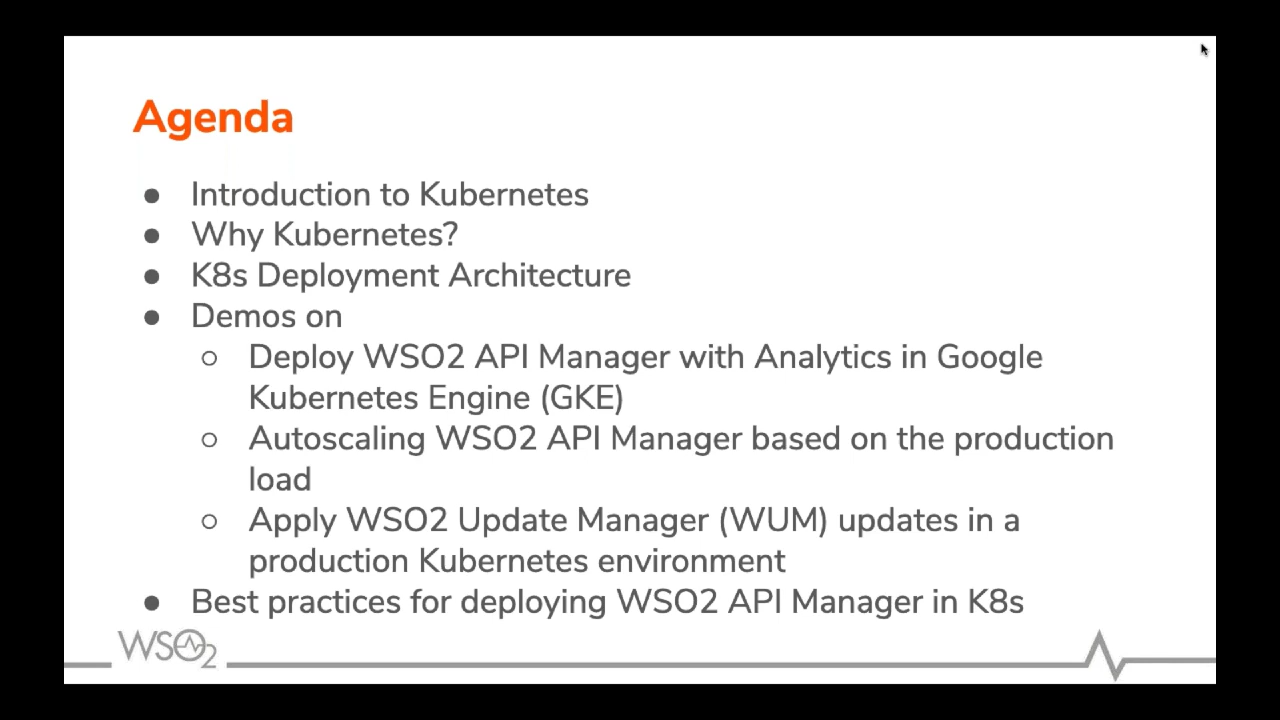 Agenda
● Introduction to Kubernetes
● Why Kubernetes?
● K8s Deployment Architecture
● Demos on
○ Deploy WSO2 API Manager with Analytics in Google
Kubernetes Engine (GKE)
○ Autoscaling WSO2 API Manager based on the production
load
○ Apply WSO2 Update Manager (WUM) updates in a
production Kubernetes environment
● Best practices for deploying WSO2 API Manager in K8s
WSO2